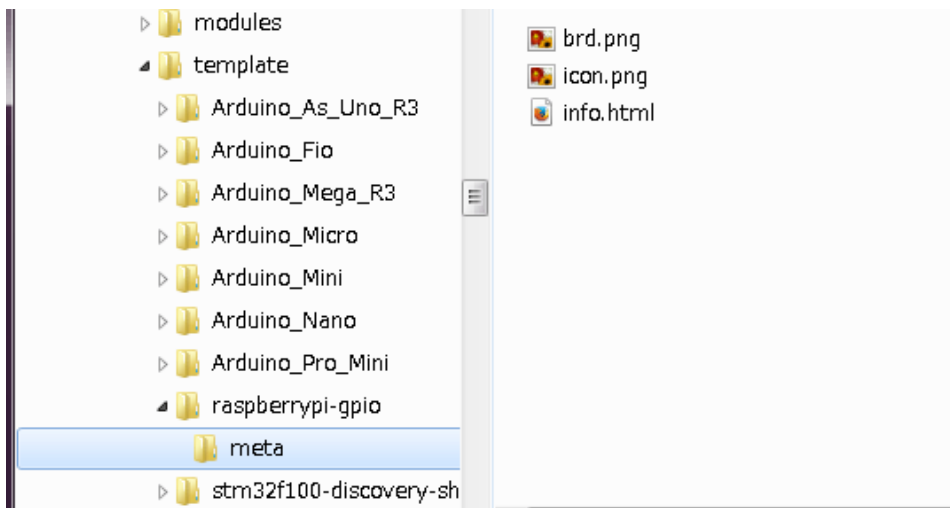 modules
template
Arduino_As_Uno_R3
Arduino_Fio
Arduino_Mega_R3
Arduino_Micro
Arduino_Mini
Arduino_Nano
Arduino_Pro_Mini
raspberrypi-gpio
meta
stm32f100-discovery-sh
brd.png
icon.png
info.html